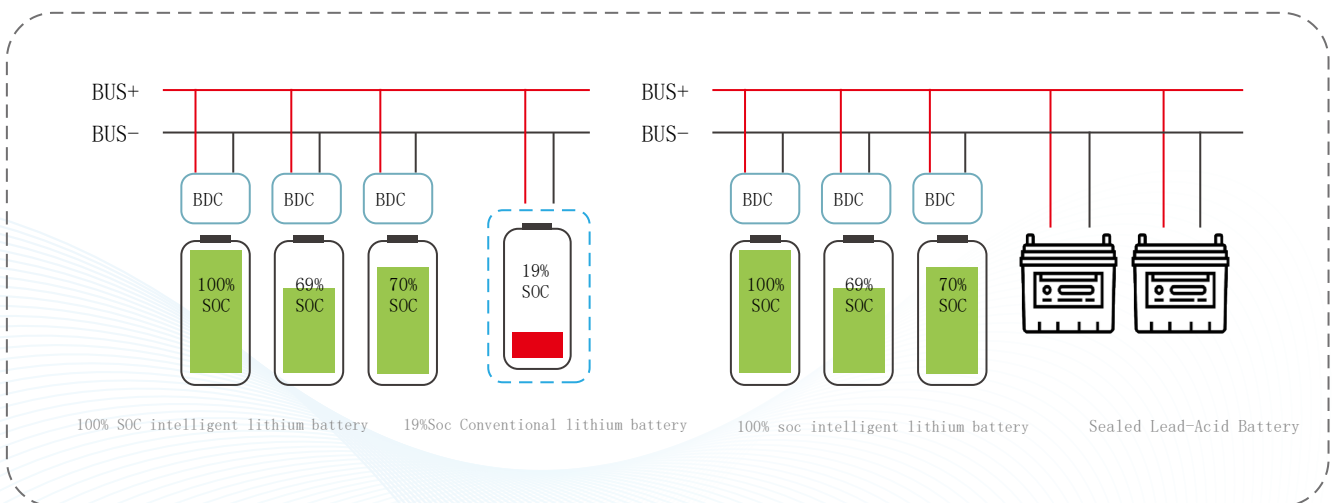 BUS+
BUS-
BDC
BDC
BDC
100%
SOC
69%
SOC
70%
SOC
19%
SOC
100% SOC intelligent lithium battery
19%Soc Conventional lithium battery
BUS+
BUS-
BDC
BDC
BDC
100%
SOC
69%
SOC
70%
SOC
100% soc intelligent lithium battery
Sealed Lead-Acid Battery